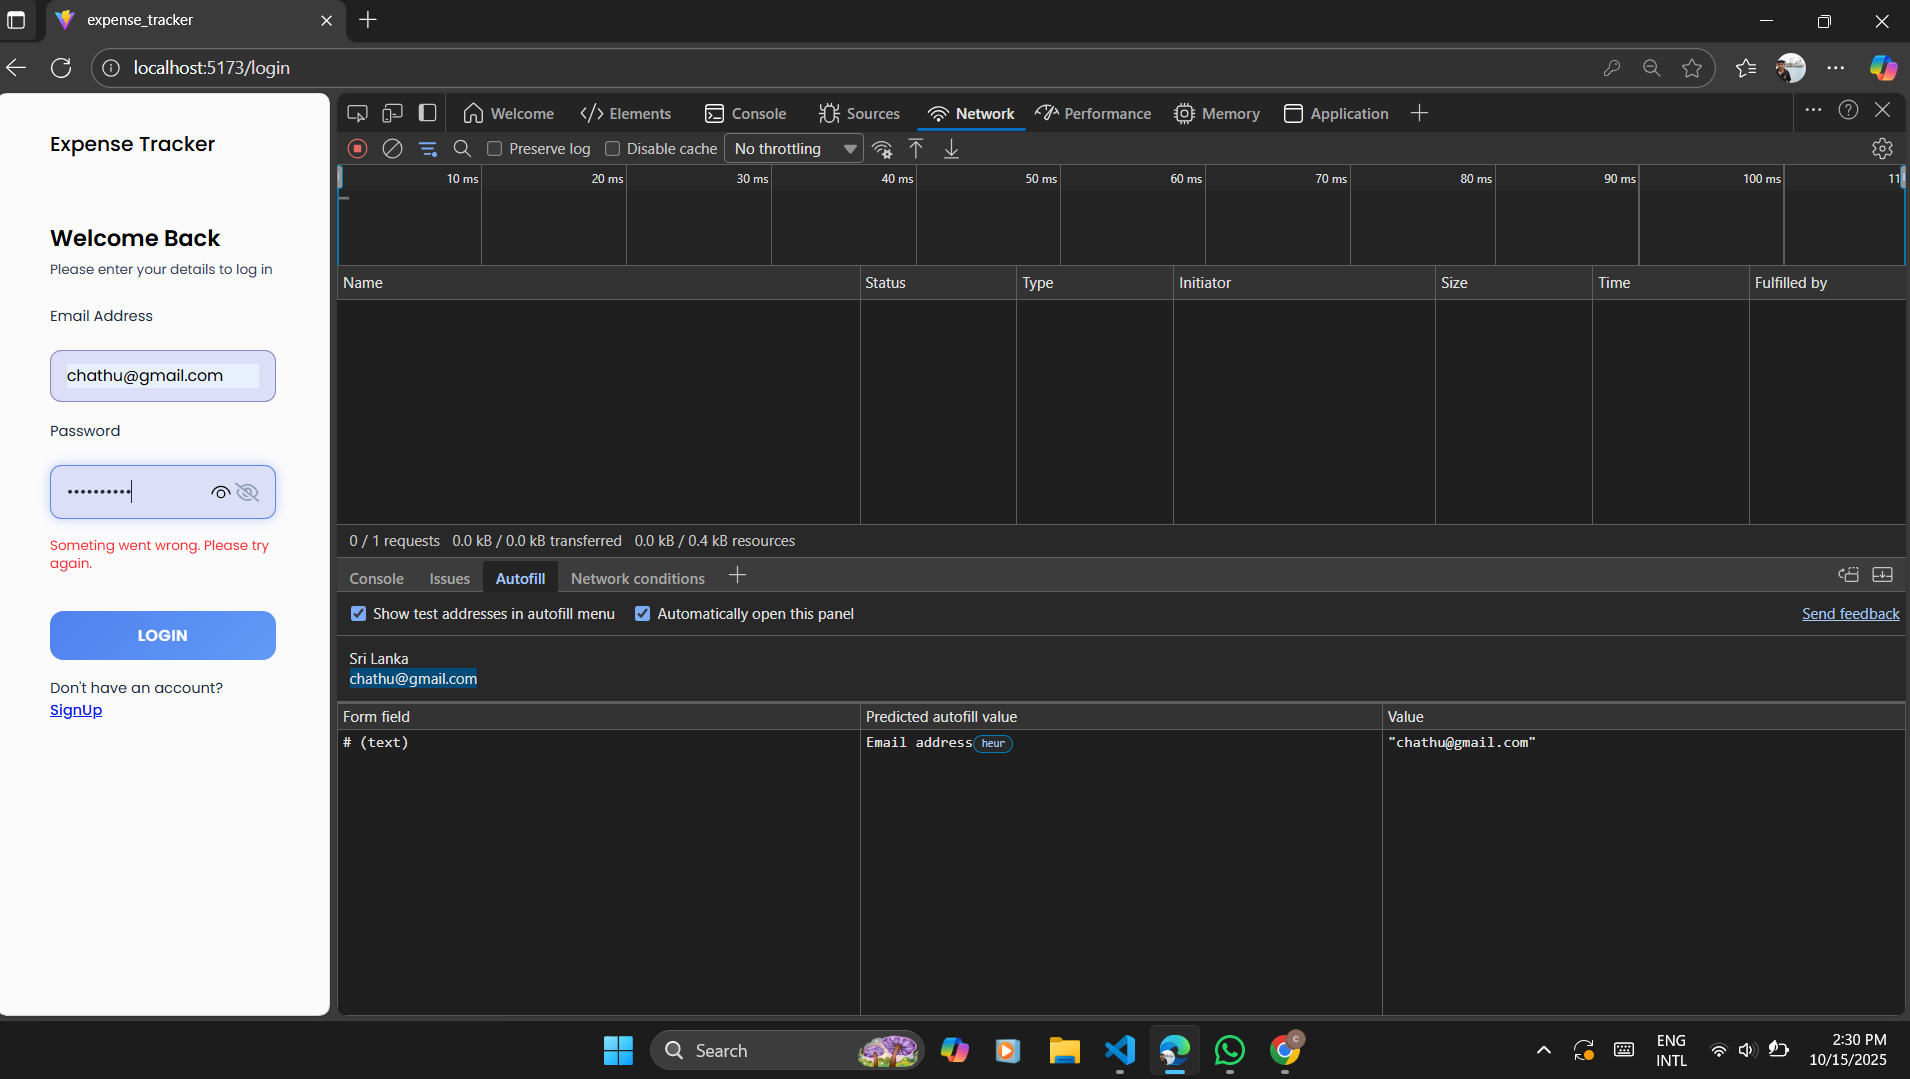 expense_tracker
localhost:5173/login
Expense Tracker
Welcome Back
Please enter your details to log in
Email Address
chathu@gmail.com
Password
••••••••••
Someting went wrong. Please try
again.
LOGIN
Don't have an account?
SignUp
Welcome Elements Console Sources Network Performance Memory Application
Preserve log Disable cache No throttling
10 ms 20 ms 30 ms 40 ms 50 ms 60 ms 70 ms 80 ms 90 ms 100 ms 11
Name Status Type Initiator Size Time Fulfilled by
0 / 1 requests 0.0 kB / 0.0 kB transferred 0.0 kB / 0.4 kB resources
Console Issues Autofill Network conditions
Show test addresses in autofill menu Automatically open this panel Send feedback
Sri Lanka
chathu@gmail.com
Form field Predicted autofill value Value
# (text) Email address heur "chathu@gmail.com"
Search
C
ENG
INTL
2:30 PM
10/15/2025